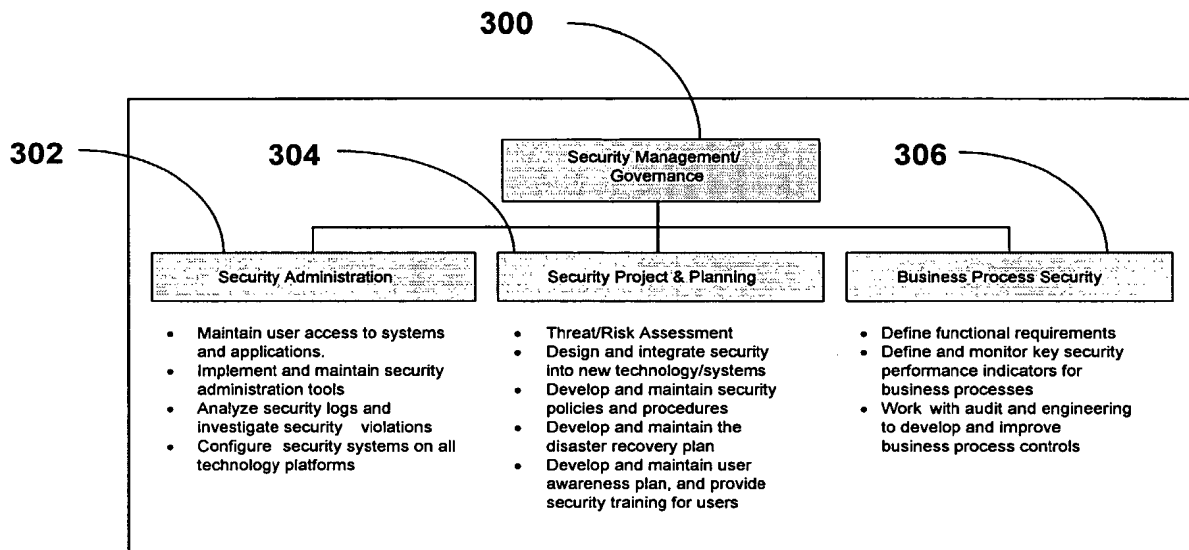 300
302
304
306
Security Management/
Governance
Security Administration
Security Project & Planning
Business Process Security
• Maintain user access to systems
and applications.
• Implement and maintain security
administration tools
• Analyze security logs and
investigate security violations
• Configure security systems on all
technology platforms
• Threat/Risk Assessment
• Design and integrate security
into new technology/systems
• Develop and maintain security
policies and procedures
• Develop and maintain the
disaster recovery plan
• Develop and maintain user
awareness plan, and provide
security training for users
• Define functional requirements
• Define and monitor key security
performance indicators for
business processes
• Work with audit and engineering
to develop and improve
business process controls